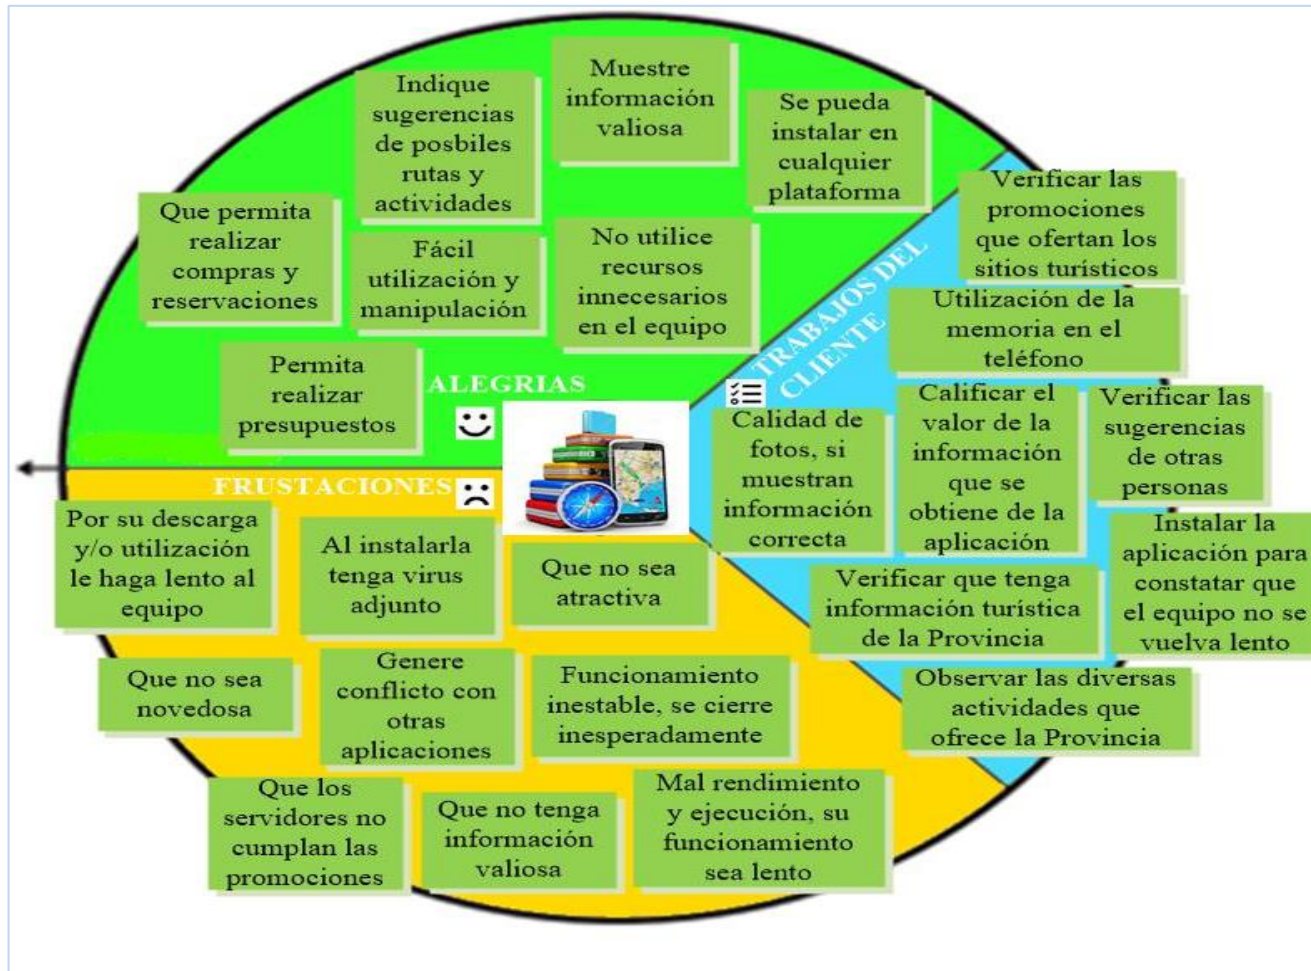 Muestre
información
valiosa
Indique
sugerencias
de posbiles
rutas y
actividades
Se pueda
instalar en
cualquier
plataforma
Que permita
realizar
compras y
reservaciones
Fácil
utilización y
manipulación
No utilice
recursos
innecesarios
en el equipo
Permita
realizar
presupuestos
ALEGRIAS
TRABAJOS DEL
CLIENTE
Verificar las
promociones
que ofertan los
sitios turísticos
Utilización de la
memoria en el
teléfono
Calidad de
fotos, si
muestran
información
correcta
Calificar el
valor de la
información
que se
obtiene de la
aplicación
Verificar las
sugerencias
de otras
personas
Instalar la
aplicación para
constatar que
el equipo no se
vuelva lento
Verificar que tenga
información turística
de la Provincia
Observar las diversas
actividades que
ofrece la Provincia
FRUSTACIONES
Por su descarga
y/o utilización
le haga lento al
equipo
Al instalarla
tenga virus
adjunto
Que no sea
atractiva
Que no sea
novedosa
Genere
conflicto con
otras
aplicaciones
Funcionamiento
inestable, se cierre
inesperadamente
Que los
servidores no
cumplan las
promociones
Que no tenga
información
valiosa
Mal rendimiento
y ejecución, su
funcionamiento
sea lento